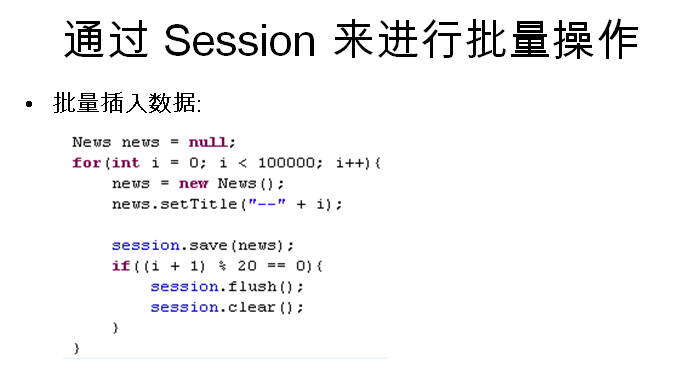 通过 Session 来进行批量操作
• 批量插入数据:
News news = null;
for(int i = 0; i < 100000; i++){
    news = new News();
    news.setTitle("--" + i);

    session.save(news);
    if((i + 1) % 20 == 0){
        session.flush();
        session.clear();
    }
}